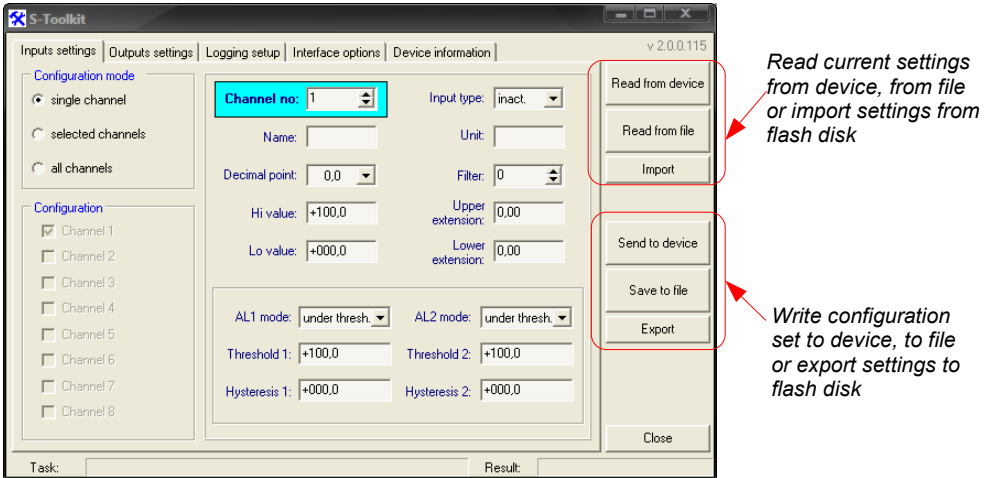 S-Toolkit
Inputs settings
Outputs settings
Logging setup
Interface options
Device information
v 2.0.0.115
Configuration mode
single channel
selected channels
all channels
Configuration
Channel 1
Channel 2
Channel 3
Channel 4
Channel 5
Channel 6
Channel 7
Channel 8
Channel no: 1
Input type: inact.
Name:
Unit:
Decimal point: 0,0
Filter: 0
Hi value: +100,0
Upper
extension: 0,00
Lo value: +000,0
Lower
extension: 0,00
AL1 mode: under thresh.
AL2 mode: under thresh.
Threshold 1: +100,0
Threshold 2: +100,0
Hysteresis 1: +000,0
Hysteresis 2: +000,0
Read from device
Read from file
Import
Send to device
Save to file
Export
Close
Task:
Result:
Read current settings
from device, from file
or import settings from
flash disk
Write configuration
set to device, to file
or export settings to
flash disk